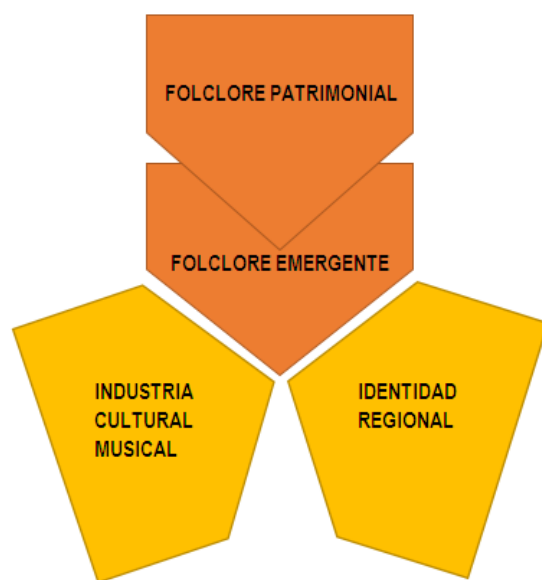 FOLCLORE PATRIMONIAL
FOLCLORE EMERGENTE
INDUSTRIA
CULTURAL
MUSICAL
IDENTIDAD
REGIONAL